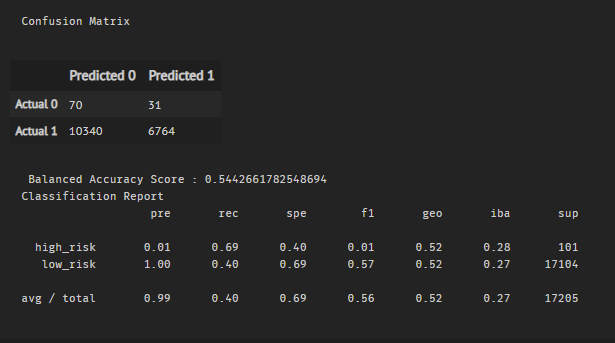 Confusion Matrix
Predicted 0 Predicted 1
Actual 0 70 31
Actual 1 10340 6764
Balanced Accuracy Score : 0.5442661782548694
Classification Report
pre rec spe f1 geo iba sup
high_risk 0.01 0.69 0.40 0.01 0.52 0.28 101
low_risk 1.00 0.40 0.69 0.57 0.52 0.27 17104
avg / total 0.99 0.40 0.69 0.56 0.52 0.27 17205